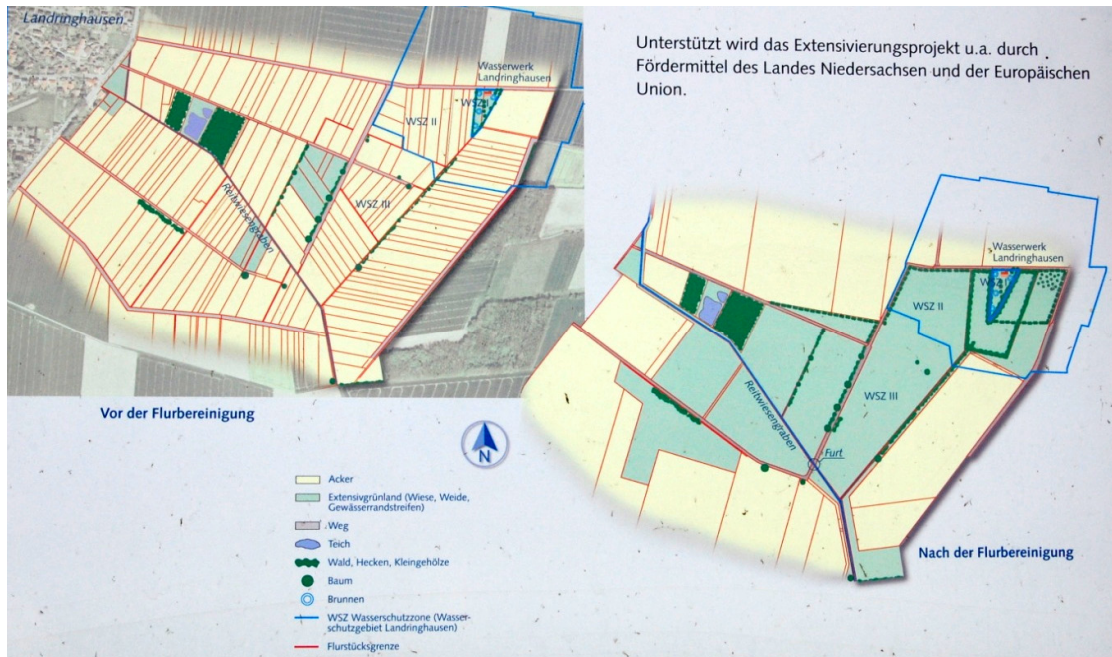 Landringhausen
Wasserwerk
Landringhausen
WSZ I
WSZ II
WSZ III
Reitwiesengraben
Vor der Flurbereinigung
Unterstützt wird das Extensivierungsprojekt u.a. durch
Fördermittel des Landes Niedersachsen und der Europäischen
Union.
Wasserwerk
Landringhausen
WSZ
WSZ II
WSZ III
Reitwiesengraben
Furt
Nach der Flurbereinigung
N
Acker
Extensivgrünland (Wiese, Weide,
Gewässerrandstreifen)
Weg
Teich
Wald, Hecken, Kleingehölze
Baum
Brunnen
WSZ Wasserschutzzone (Wasser-
schutzgebiet Landringhausen)
Flurstücksgrenze